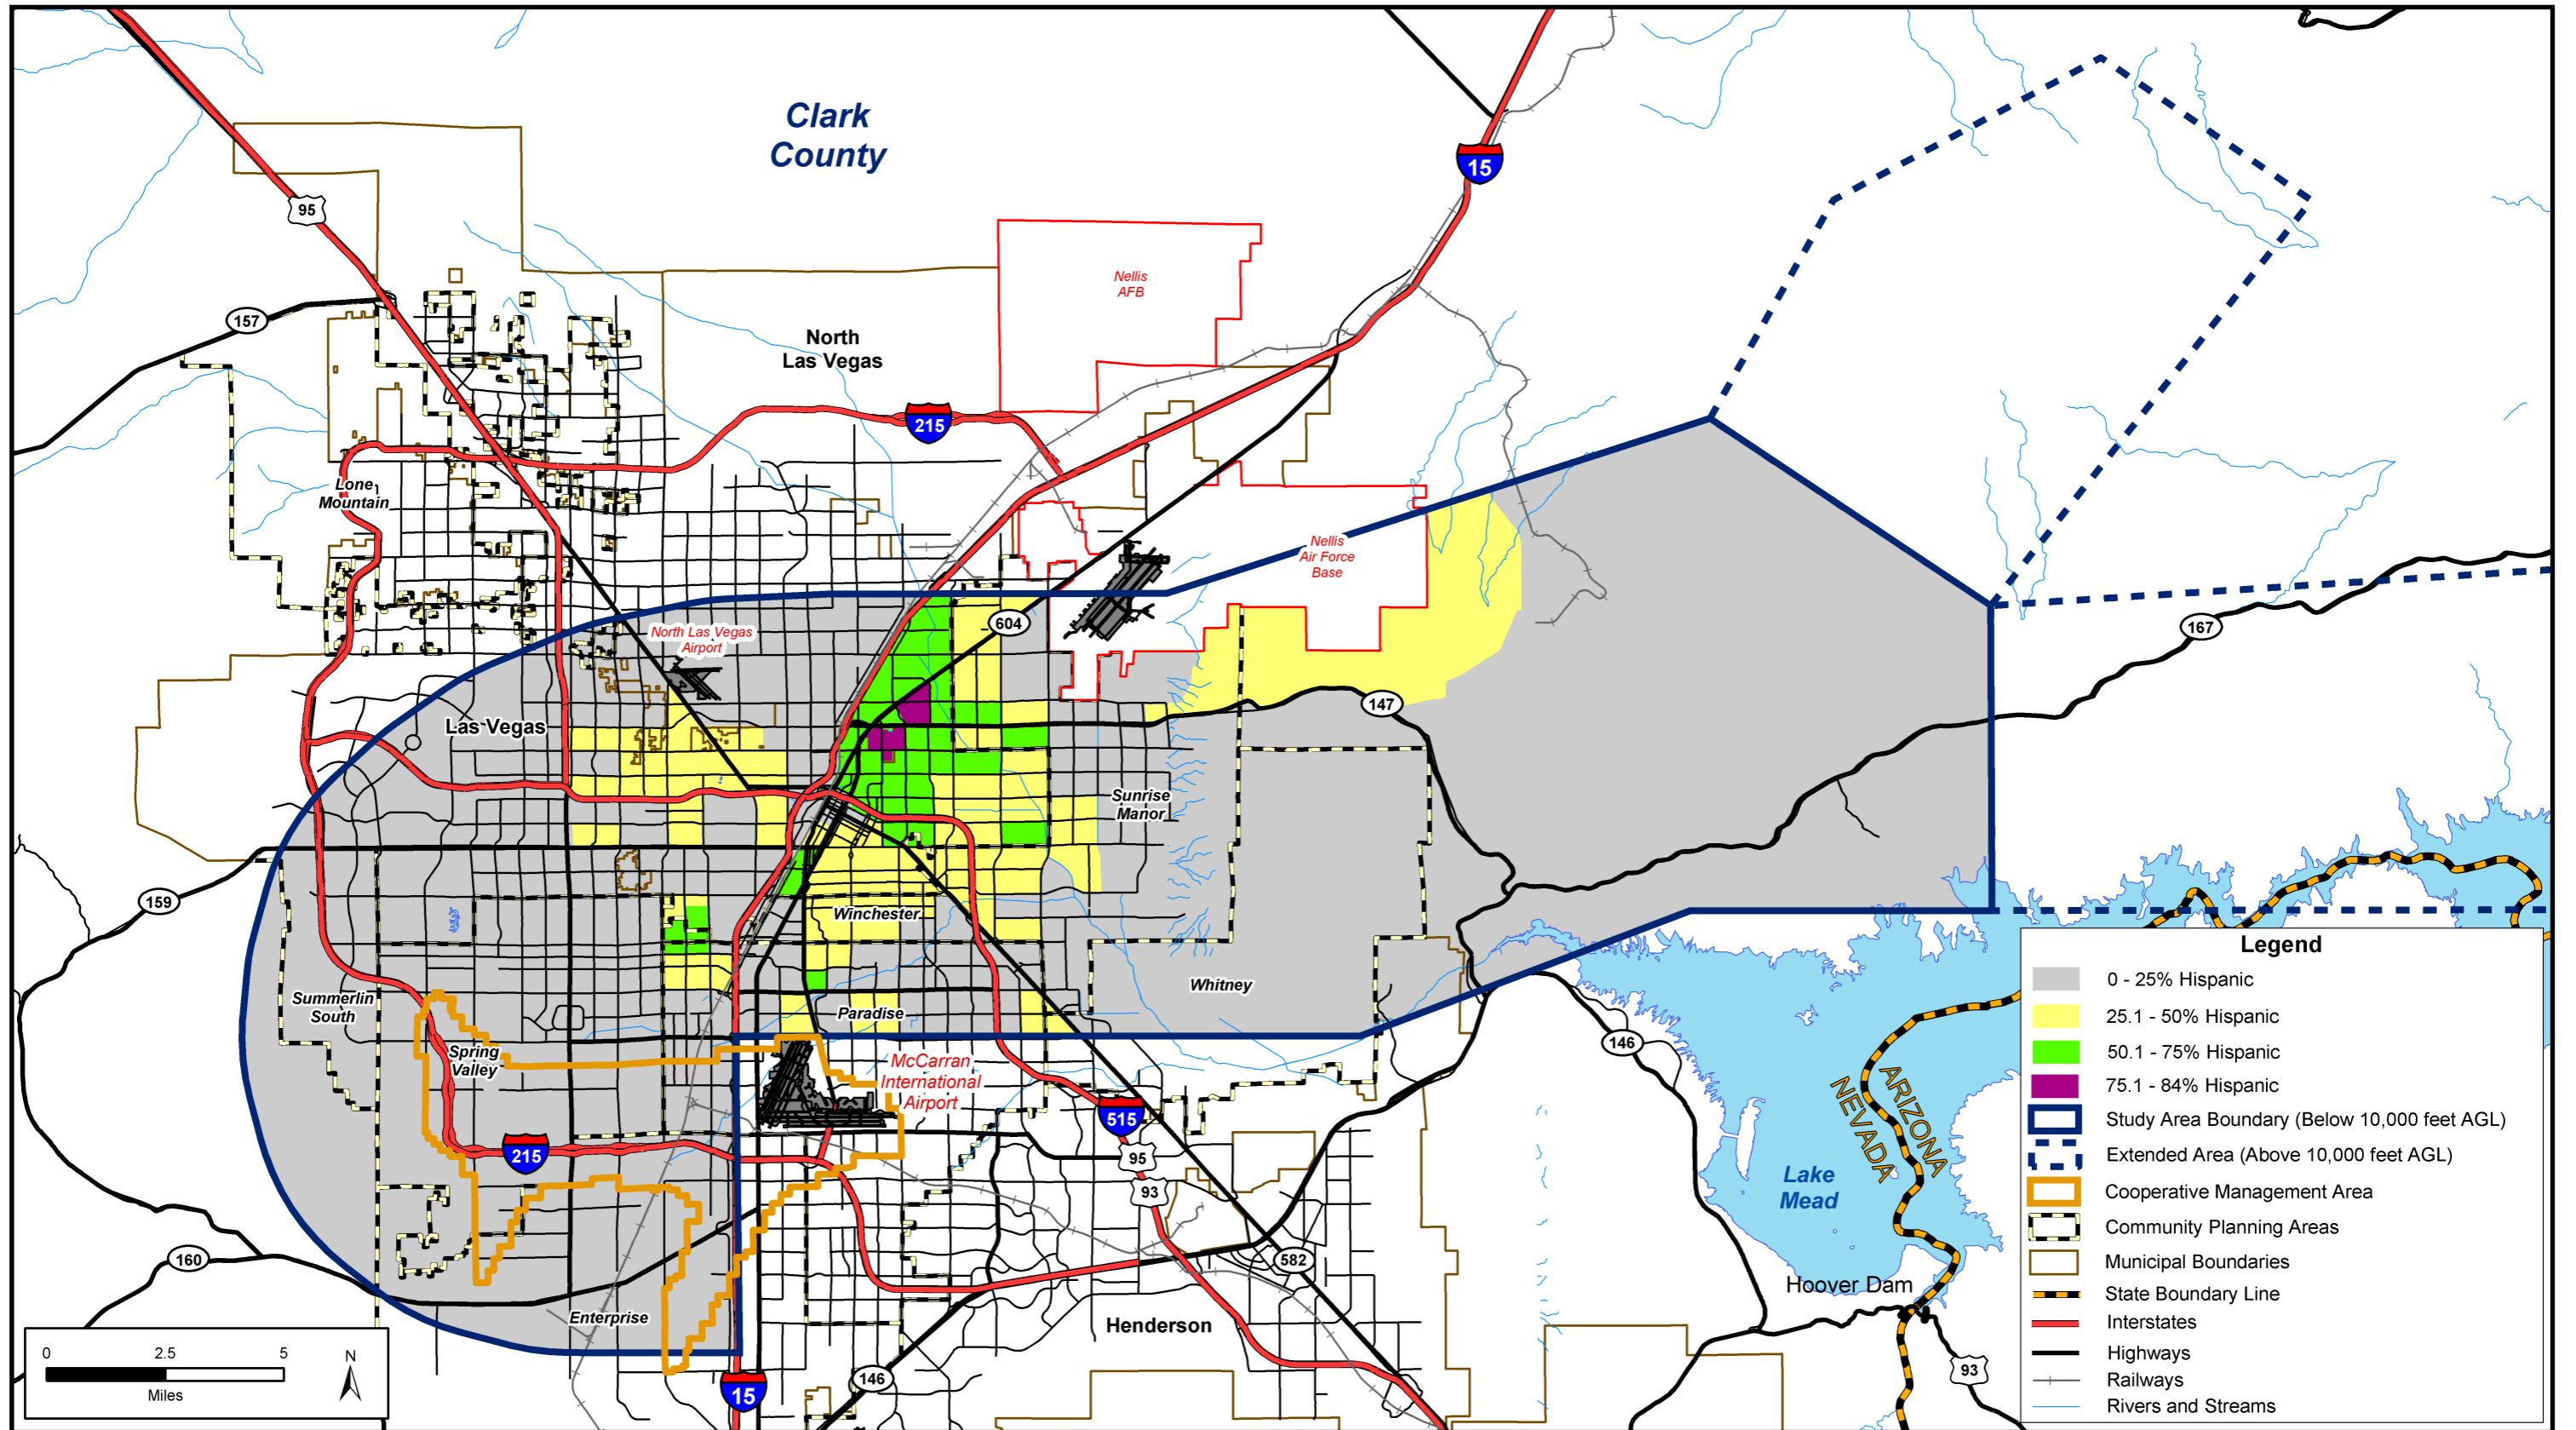 Clark
County
15
95
Nellis
AFB
157
North
Las Vegas
215
Lone
Mountain
Nellis
Air Force
Base
604
North Las Vegas
Airport
167
147
Las Vegas
Sunrise
Manor
159
Winchester
Whitney
Summerlin
South
Paradise
Spring
Valley
McCarran
International
Airport
146
515
215
95
93
ARIZONA
NEVADA
Lake
Mead
160
582
Hoover Dam
Enterprise
Henderson
93
146
15
0 2.5 5
Miles
N
Legend
0 - 25% Hispanic
25.1 - 50% Hispanic
50.1 - 75% Hispanic
75.1 - 84% Hispanic
Study Area Boundary (Below 10,000 feet AGL)
Extended Area (Above 10,000 feet AGL)
Cooperative Management Area
Community Planning Areas
Municipal Boundaries
State Boundary Line
Interstates
Highways
Railways
Rivers and Streams